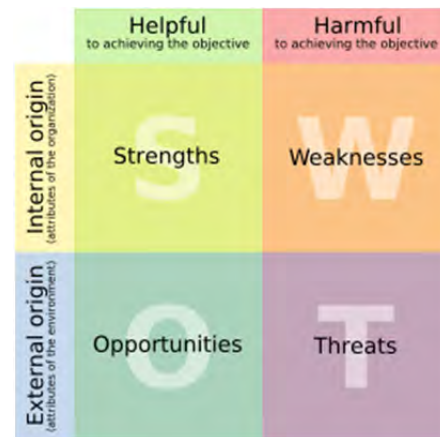 Helpful
to achieving the objective
Harmful
to achieving the objective
Internal origin
(attributes of the organization)
S
Strengths
W
Weaknesses
External origin
(attributes of the environment)
O
Opportunities
T
Threats